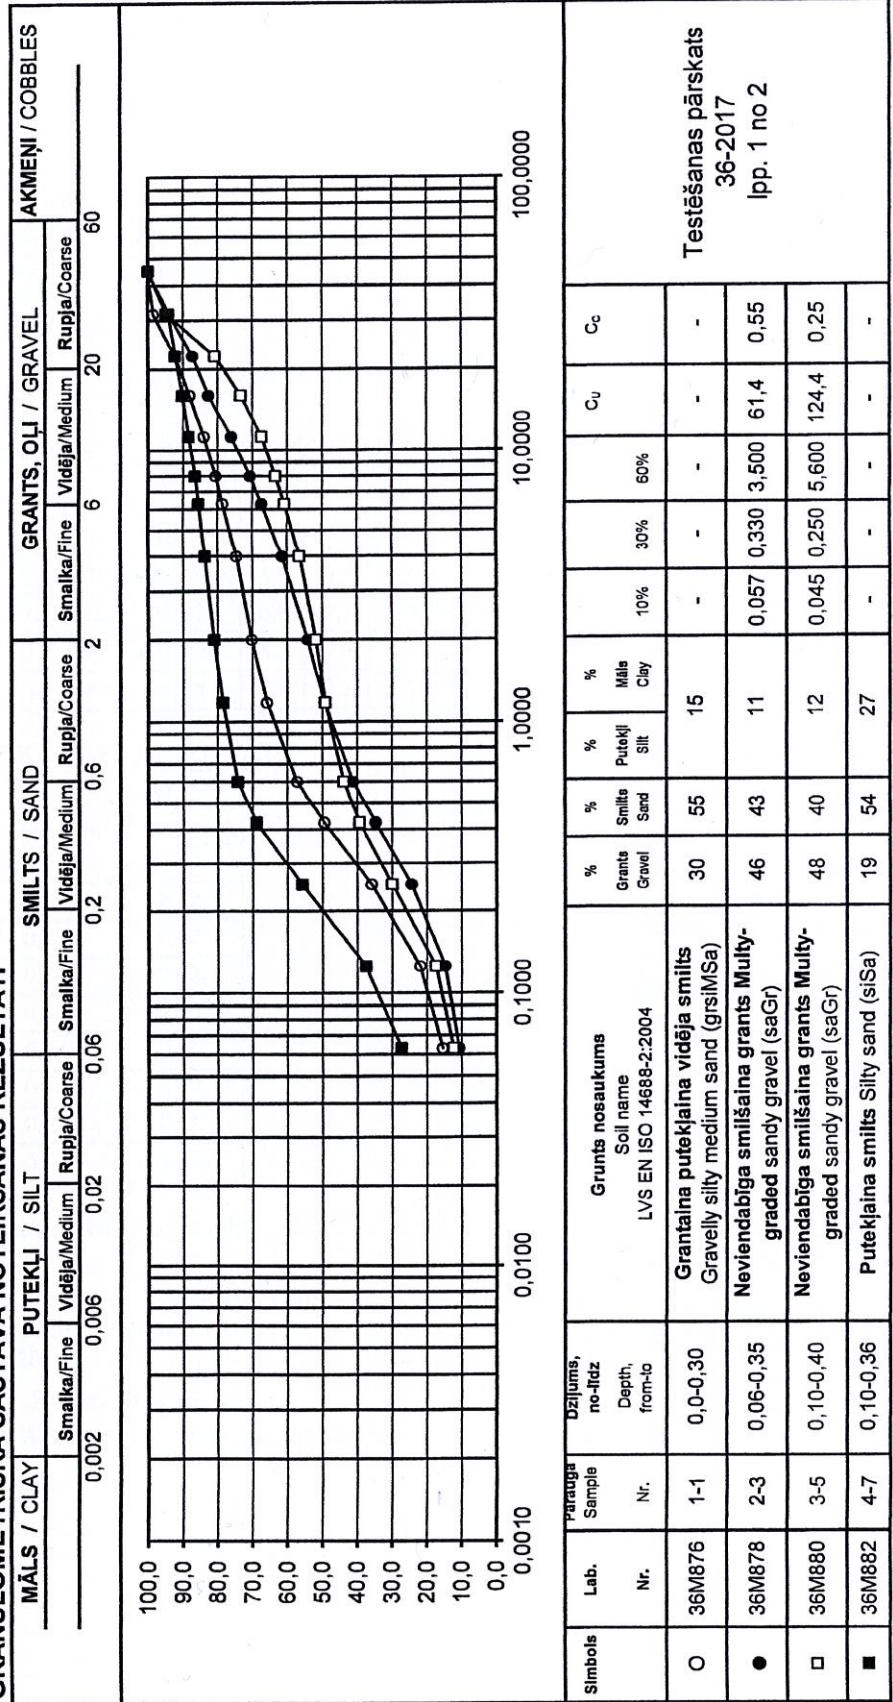 GRANULOMETRISKĀ SASTĀVA NOTEIKŠANAS REZULTĀTI
MĀLS / CLAY PUTEKĻI / SILT SMILTS / SAND GRANTS, OĻI / GRAVEL AKMEŅI / COBBLES
Smalka/Fine Vidēja/Medium Rupja/Coarse Smalka/Fine Vidēja/Medium Rupja/Coarse Smalka/Fine Vidēja/Medium Rupja/Coarse
0,002 0,006 0,02 0,06 0,2 0,6 2 6 20 60
100,0
90,0
80,0
70,0
60,0
50,0
40,0
30,0
20,0
10,0
0,0
0,0010 0,0100 0,1000 1,0000 10,0000 100,0000
Simbols Lab. Nr. Parauga Sample Nr. Dziļums, no-līdz Depth, from-to Grunts nosaukums Soil name LVS EN ISO 14688-2:2004 % Grants Gravel % Smilts Sand % Putekļi Silt % Māls Clay 10% 30% 60% Cu Cc
36M876 1-1 0,0-0,30 Grantaina putekļaina vidēja smilts Gravelly silty medium sand (grsiMSa) 30 55 15 - - - - -
36M878 2-3 0,06-0,35 Neviendabīga smilšaina grants Multy-graded sandy gravel (saGr) 46 43 11 0,057 0,330 3,500 61,4 0,55
36M880 3-5 0,10-0,40 Neviendabīga smilšaina grants Multy-graded sandy gravel (saGr) 48 40 12 0,045 0,250 5,600 124,4 0,25
36M882 4-7 0,10-0,36 Putekļaina smilts Silty sand (siSa) 19 54 27 - - - - -
Testēšanas pārskats
36-2017
lpp. 1 no 2